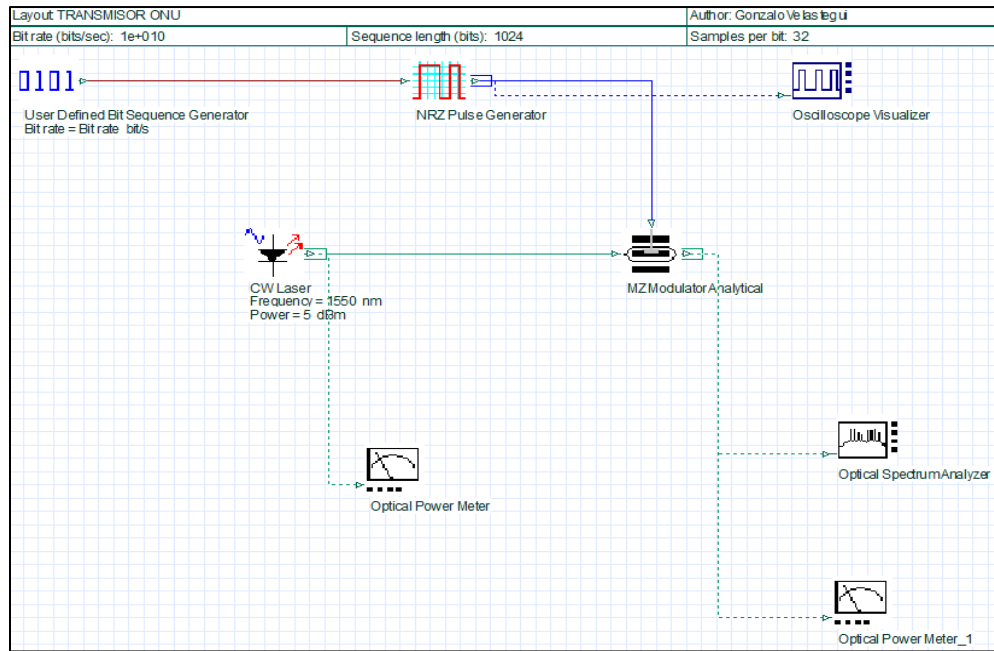 Layout: TRANSMISOR ONU
Author: Gonzalo Velastegui
Bit rate (bits/sec): 1e+010
Sequence length (bits): 1024
Samples per bit: 32
User Defined Bit Sequence Generator
Bit rate = Bit rate bit/s
NRZ Pulse Generator
Oscilloscope Visualizer
CW Laser
Frequency = 1550 nm
Power = 5 dBm
MZ Modulator Analytical
Optical Power Meter
Optical Spectrum Analyzer
Optical Power Meter_1